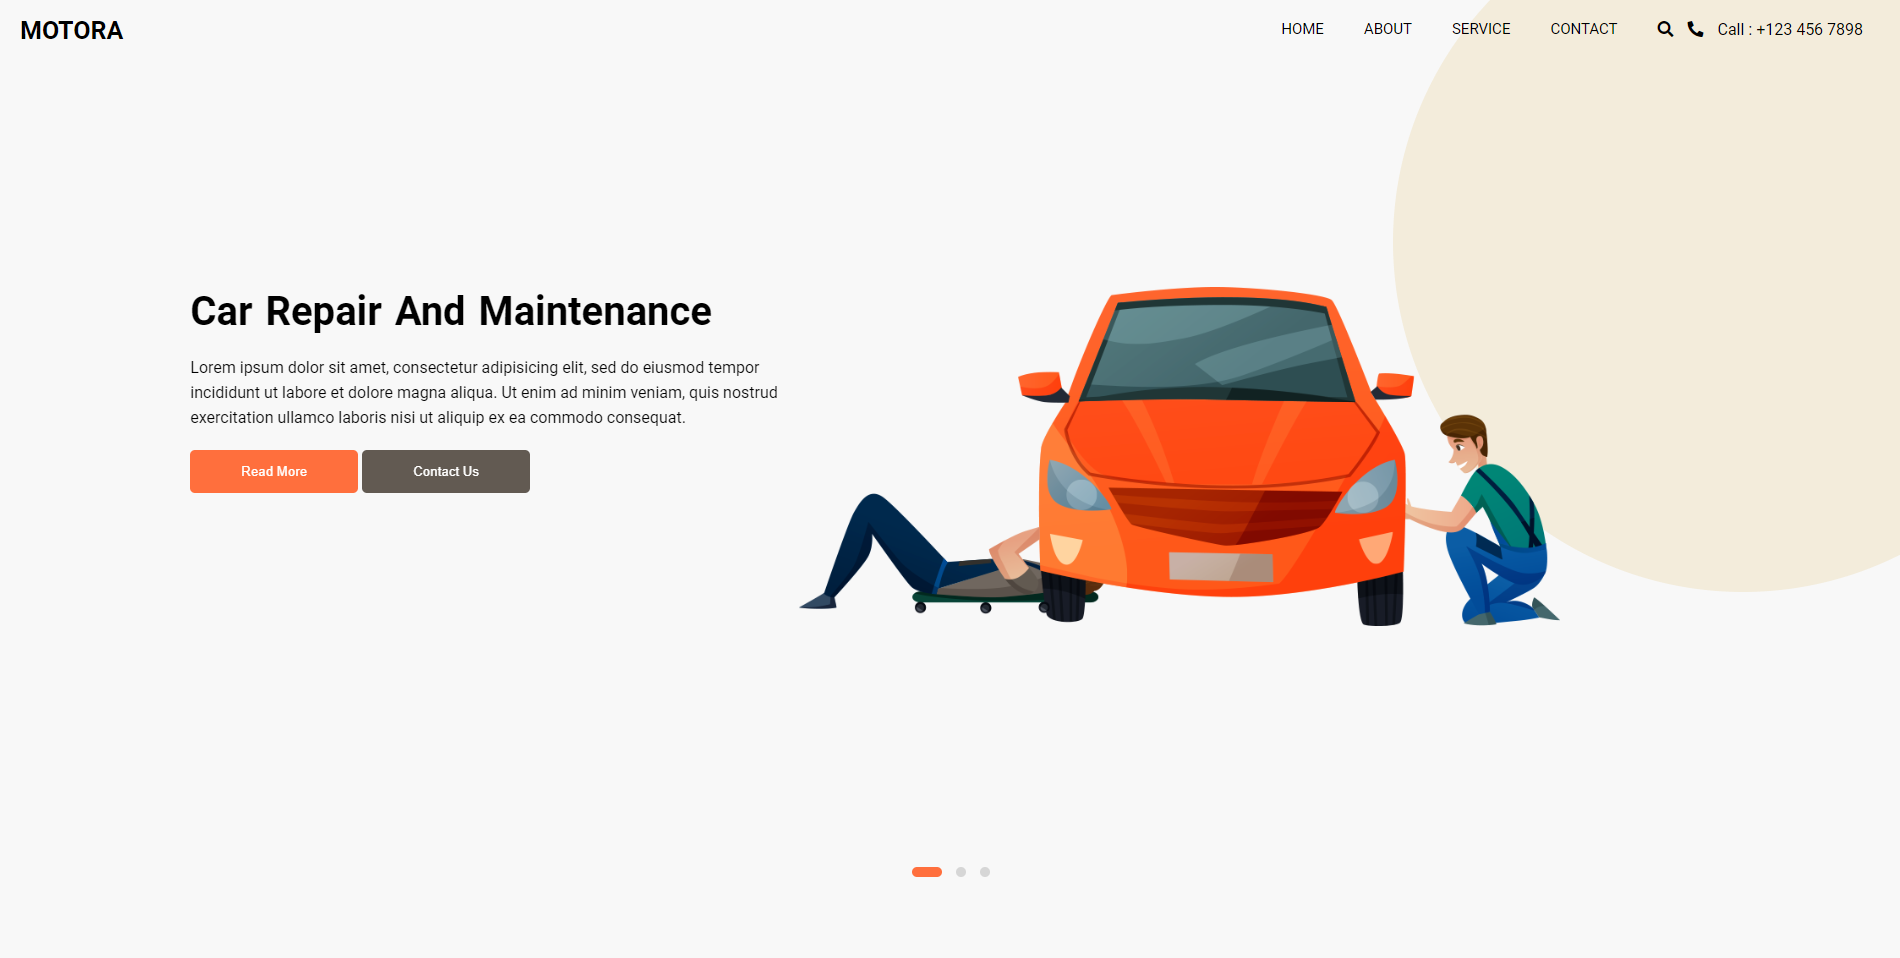 MOTORA
HOME ABOUT SERVICE CONTACT Call : +123 456 7898
Car Repair And Maintenance
Lorem ipsum dolor sit amet, consectetur adipisicing elit, sed do eiusmod tempor
incididunt ut labore et dolore magna aliqua. Ut enim ad minim veniam, quis nostrud
exercitation ullamco laboris nisi ut aliquip ex ea commodo consequat.
Read More Contact Us